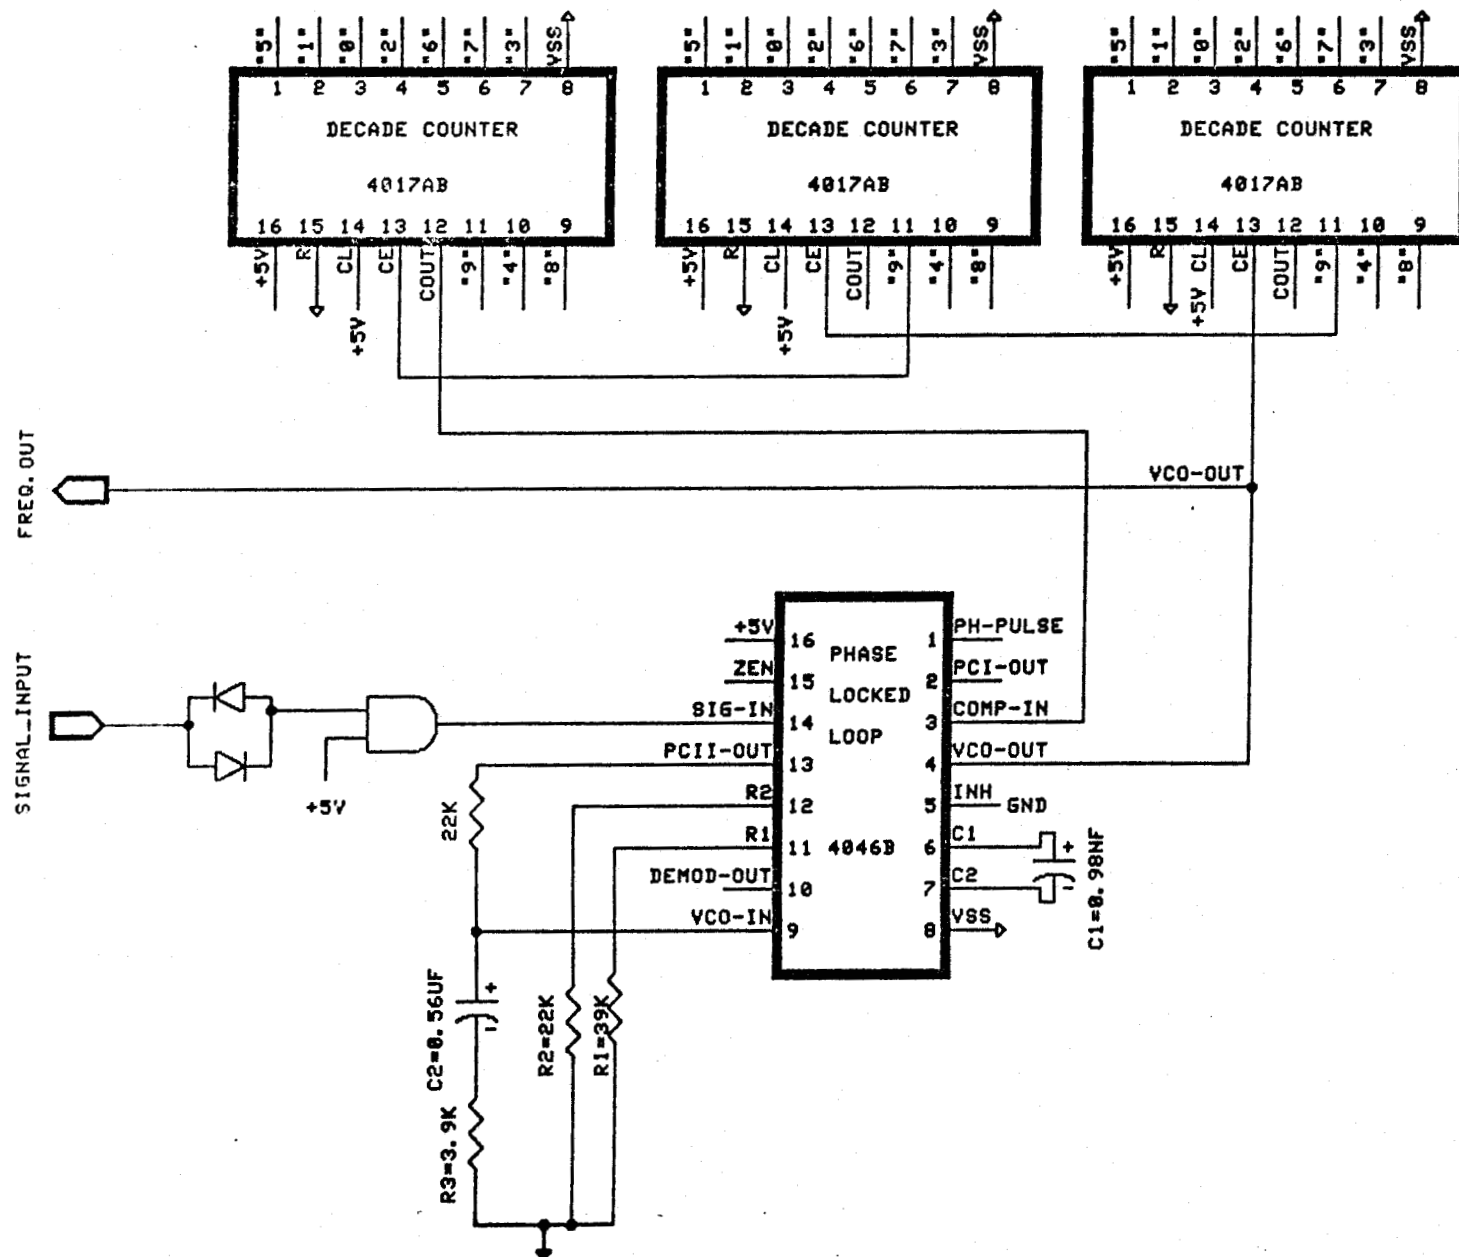 "5" "1" "0" "2" "6" "7" "3" VSS
1 2 3 4 5 6 7 8
DECADE COUNTER
4017AB
16 15 14 13 12 11 10 9
+5V R CL CE COUT "9" "4" "8"
+5V
"5" "1" "0" "2" "6" "7" "3" VSS
1 2 3 4 5 6 7 8
DECADE COUNTER
4017AB
16 15 14 13 12 11 10 9
+5V R CL CE COUT "9" "4" "8"
+5V
"5" "1" "0" "2" "6" "7" "3" VSS
1 2 3 4 5 6 7 8
DECADE COUNTER
4017AB
16 15 14 13 12 11 10 9
+5V R CL CE COUT "9" "4" "8"
+5V
FREQ.OUT
VCO-OUT
SIGNAL_INPUT
+5V
+5V 16
ZEN 15
SIG-IN 14
PCII-OUT 13
R2 12
R1 11
DEMOD-OUT 10
VCO-IN 9
PHASE
LOCKED
LOOP
4046B
1 PH-PULSE
2 PCI-OUT
3 COMP-IN
4 VCO-OUT
5 INH GND
6 C1 +
7 C2 -
8 VSS
C1=0.98NF
22K
+
-
C2=0.56UF
R3=3.9K
R2=22K
R1=39K